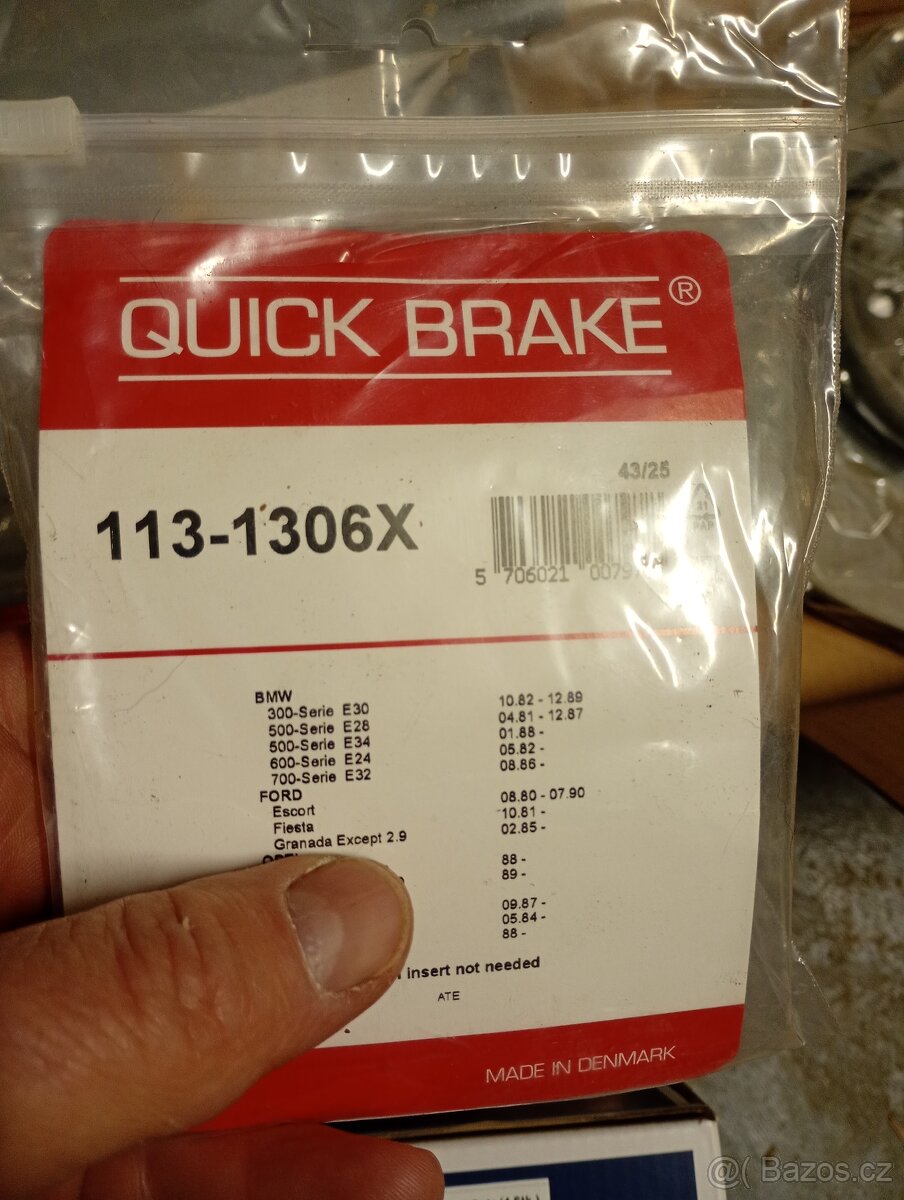 QUICK BRAKE®
43/25
113-1306X
31
PAP
5 706021 0079
BMW
300-Serie E30 10.82 - 12.89
500-Serie E28 04.81 - 12.87
500-Serie E34 01.88 -
600-Serie E24 05.82 -
700-Serie E32 08.86 -
FORD
Escort 08.80 - 07.90
Fiesta 10.81 -
Granada Except 2.9 02.85 -
88 -
89 -
09.87 -
05.84 -
88 -
insert not needed
ATE
MADE IN DENMARK
@( Bazos.cz